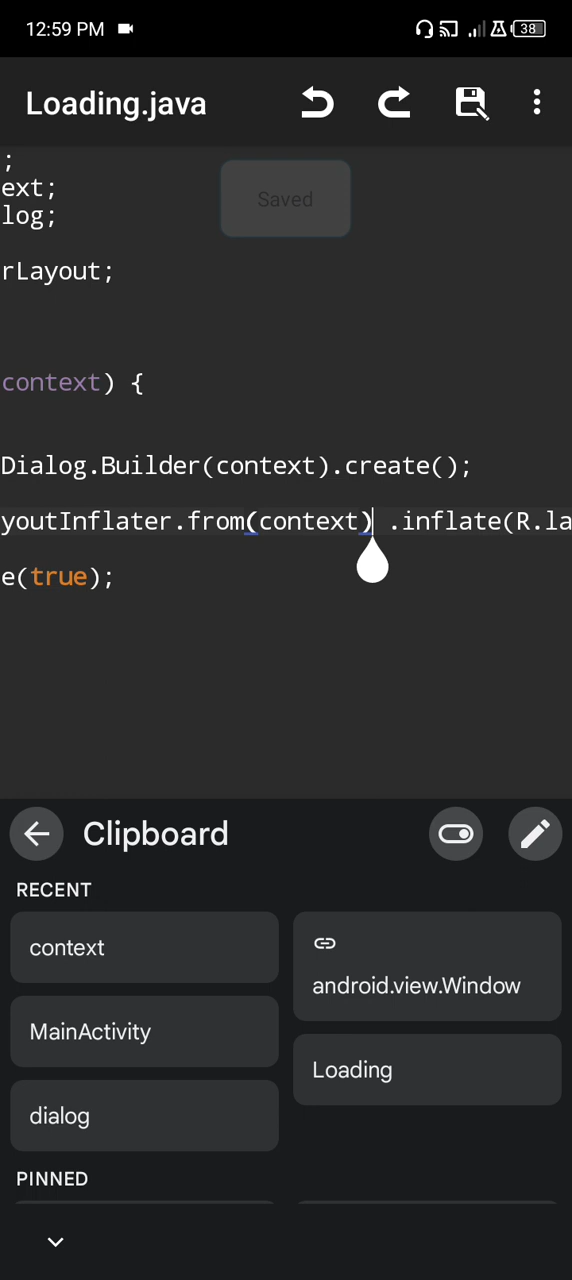 12:59 PM
38
Loading.java
;
ext;
Saved
log;
rLayout;
context) {
Dialog.Builder(context).create();
youtInflater.from(context) .inflate(R.la
e(true);
Clipboard
RECENT
context
android.view.Window
MainActivity
Loading
dialog
PINNED